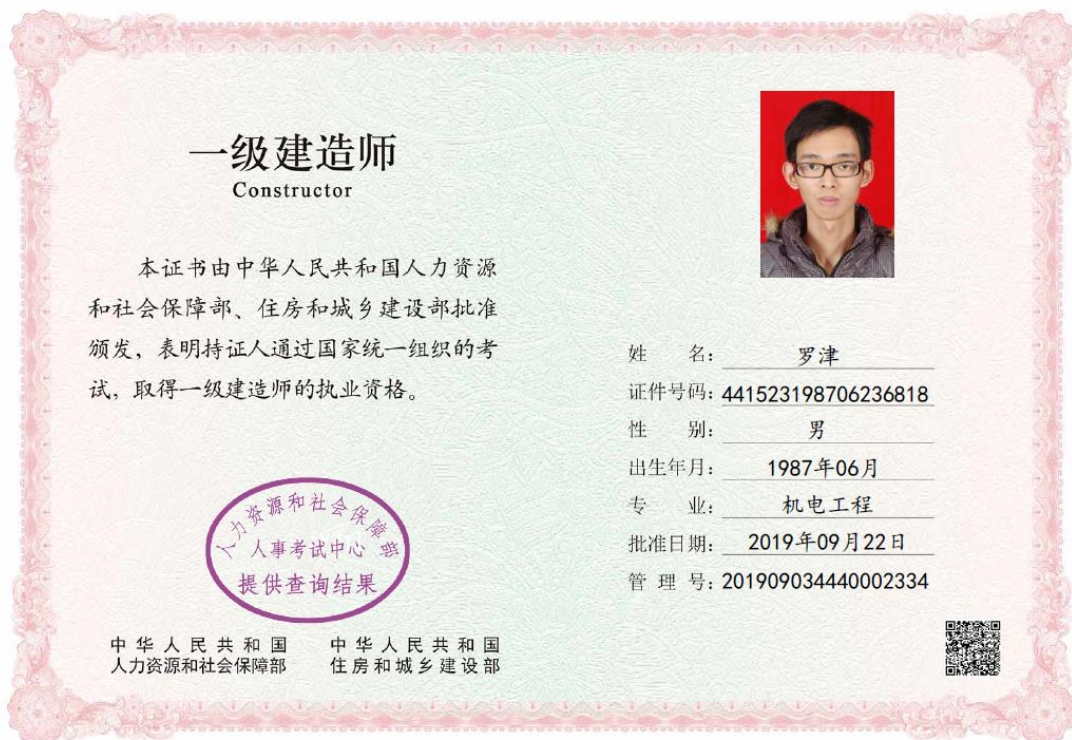 一级建造师
Constructor
本证书由中华人民共和国人力资源
和社会保障部、住房和城乡建设部批准
颁发，表明持证人通过国家统一组织的考
试，取得一级建造师的执业资格。
人力资源和社会保障部
人事考试中心
提供查询结果
中华人民共和国
人力资源和社会保障部
中华人民共和国
住房和城乡建设部
姓 名： 罗津
证件号码： 441523198706236818
性 别： 男
出生年月： 1987年06月
专 业： 机电工程
批准日期： 2019年09月22日
管 理 号： 201909034440002334